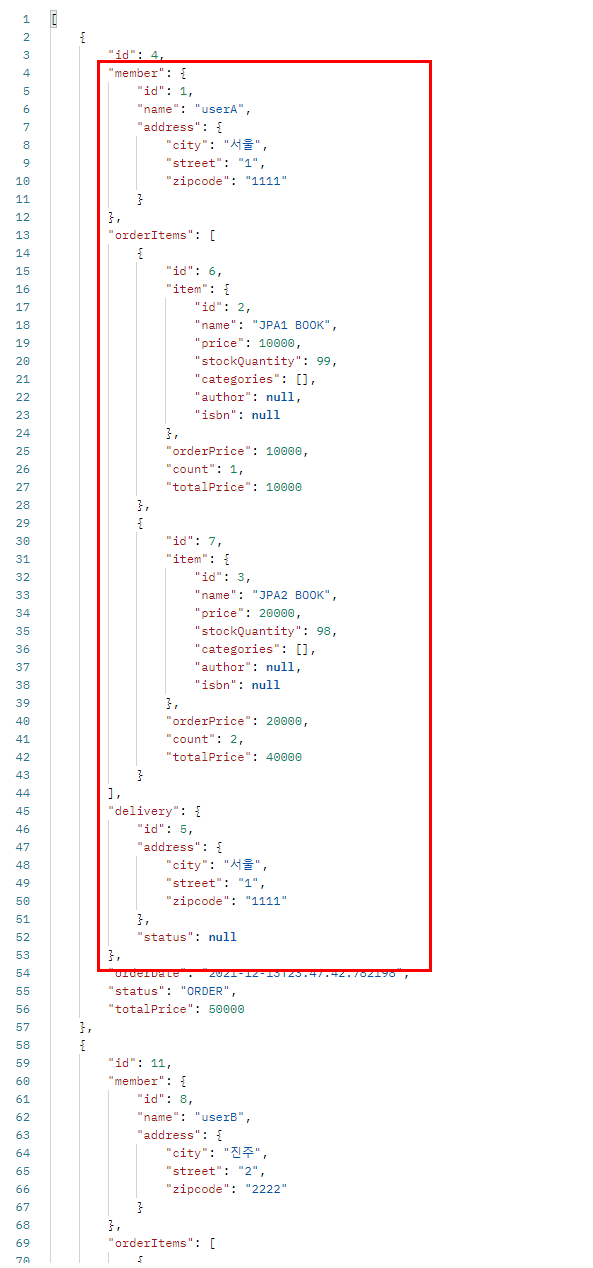 1 [
2 {
3 "id": 4,
4 "member": {
5 "id": 1,
6 "name": "userA",
7 "address": {
8 "city": "서울",
9 "street": "1",
10 "zipcode": "1111"
11 }
12 },
13 "orderItems": [
14 {
15 "id": 6,
16 "item": {
17 "id": 2,
18 "name": "JPA1 BOOK",
19 "price": 10000,
20 "stockQuantity": 99,
21 "categories": [],
22 "author": null,
23 "isbn": null
24 },
25 "orderPrice": 10000,
26 "count": 1,
27 "totalPrice": 10000
28 },
29 {
30 "id": 7,
31 "item": {
32 "id": 3,
33 "name": "JPA2 BOOK",
34 "price": 20000,
35 "stockQuantity": 98,
36 "categories": [],
37 "author": null,
38 "isbn": null
39 },
40 "orderPrice": 20000,
41 "count": 2,
42 "totalPrice": 40000
43 }
44 ],
45 "delivery": {
46 "id": 5,
47 "address": {
48 "city": "서울",
49 "street": "1",
50 "zipcode": "1111"
51 },
52 "status": null
53 },
54 "orderDate": "2021-12-13T23:47:42.782198",
55 "status": "ORDER",
56 "totalPrice": 50000
57 },
58 {
59 "id": 11,
60 "member": {
61 "id": 8,
62 "name": "userB",
63 "address": {
64 "city": "진주",
65 "street": "2",
66 "zipcode": "2222"
67 }
68 },
69 "orderItems": [
70 {